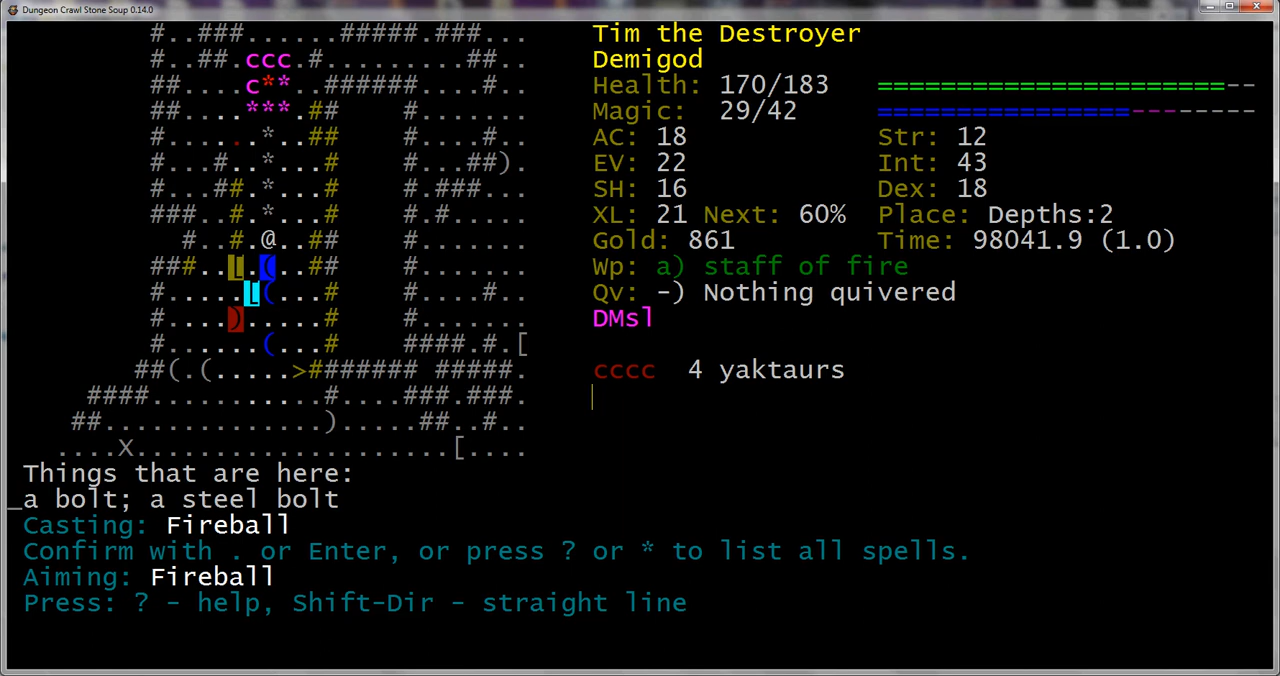 Dungeon Crawl Stone Soup 0.14.0
#..###......#####.###... Tim the Destroyer
#..##.ccc.#.........##.. Demigod
##....c**..######....#.. Health: 170/183 ======================--
##....***.##    #....... Magic:  29/42   ================--------
#.....*..##    #....#.. AC: 18 Str: 12
#...#..*...#    #...##). EV: 22 Int: 43
#...##.*...#    #.###... SH: 16 Dex: 18
###..#.*...#    #.#..... XL: 21 Next: 60% Place: Depths:2
#..#.@..##    #....... Gold: 861 Time: 98041.9 (1.0)
###..[.(..##    #....... Wp: a) staff of fire
#.....[(...#    #....#.. Qv: -) Nothing quivered
#....).....#    #....... DMsl
#......(...#    ####.#.[
##(.(.....>####### #####. cccc  4 yaktaurs
####...........#....###.###.
##.............).....##..#..
....X....................[....
Things that are here:
_a bolt; a steel bolt
Casting: Fireball
Confirm with . or Enter, or press ? or * to list all spells.
Aiming: Fireball
Press: ? - help, Shift-Dir - straight line